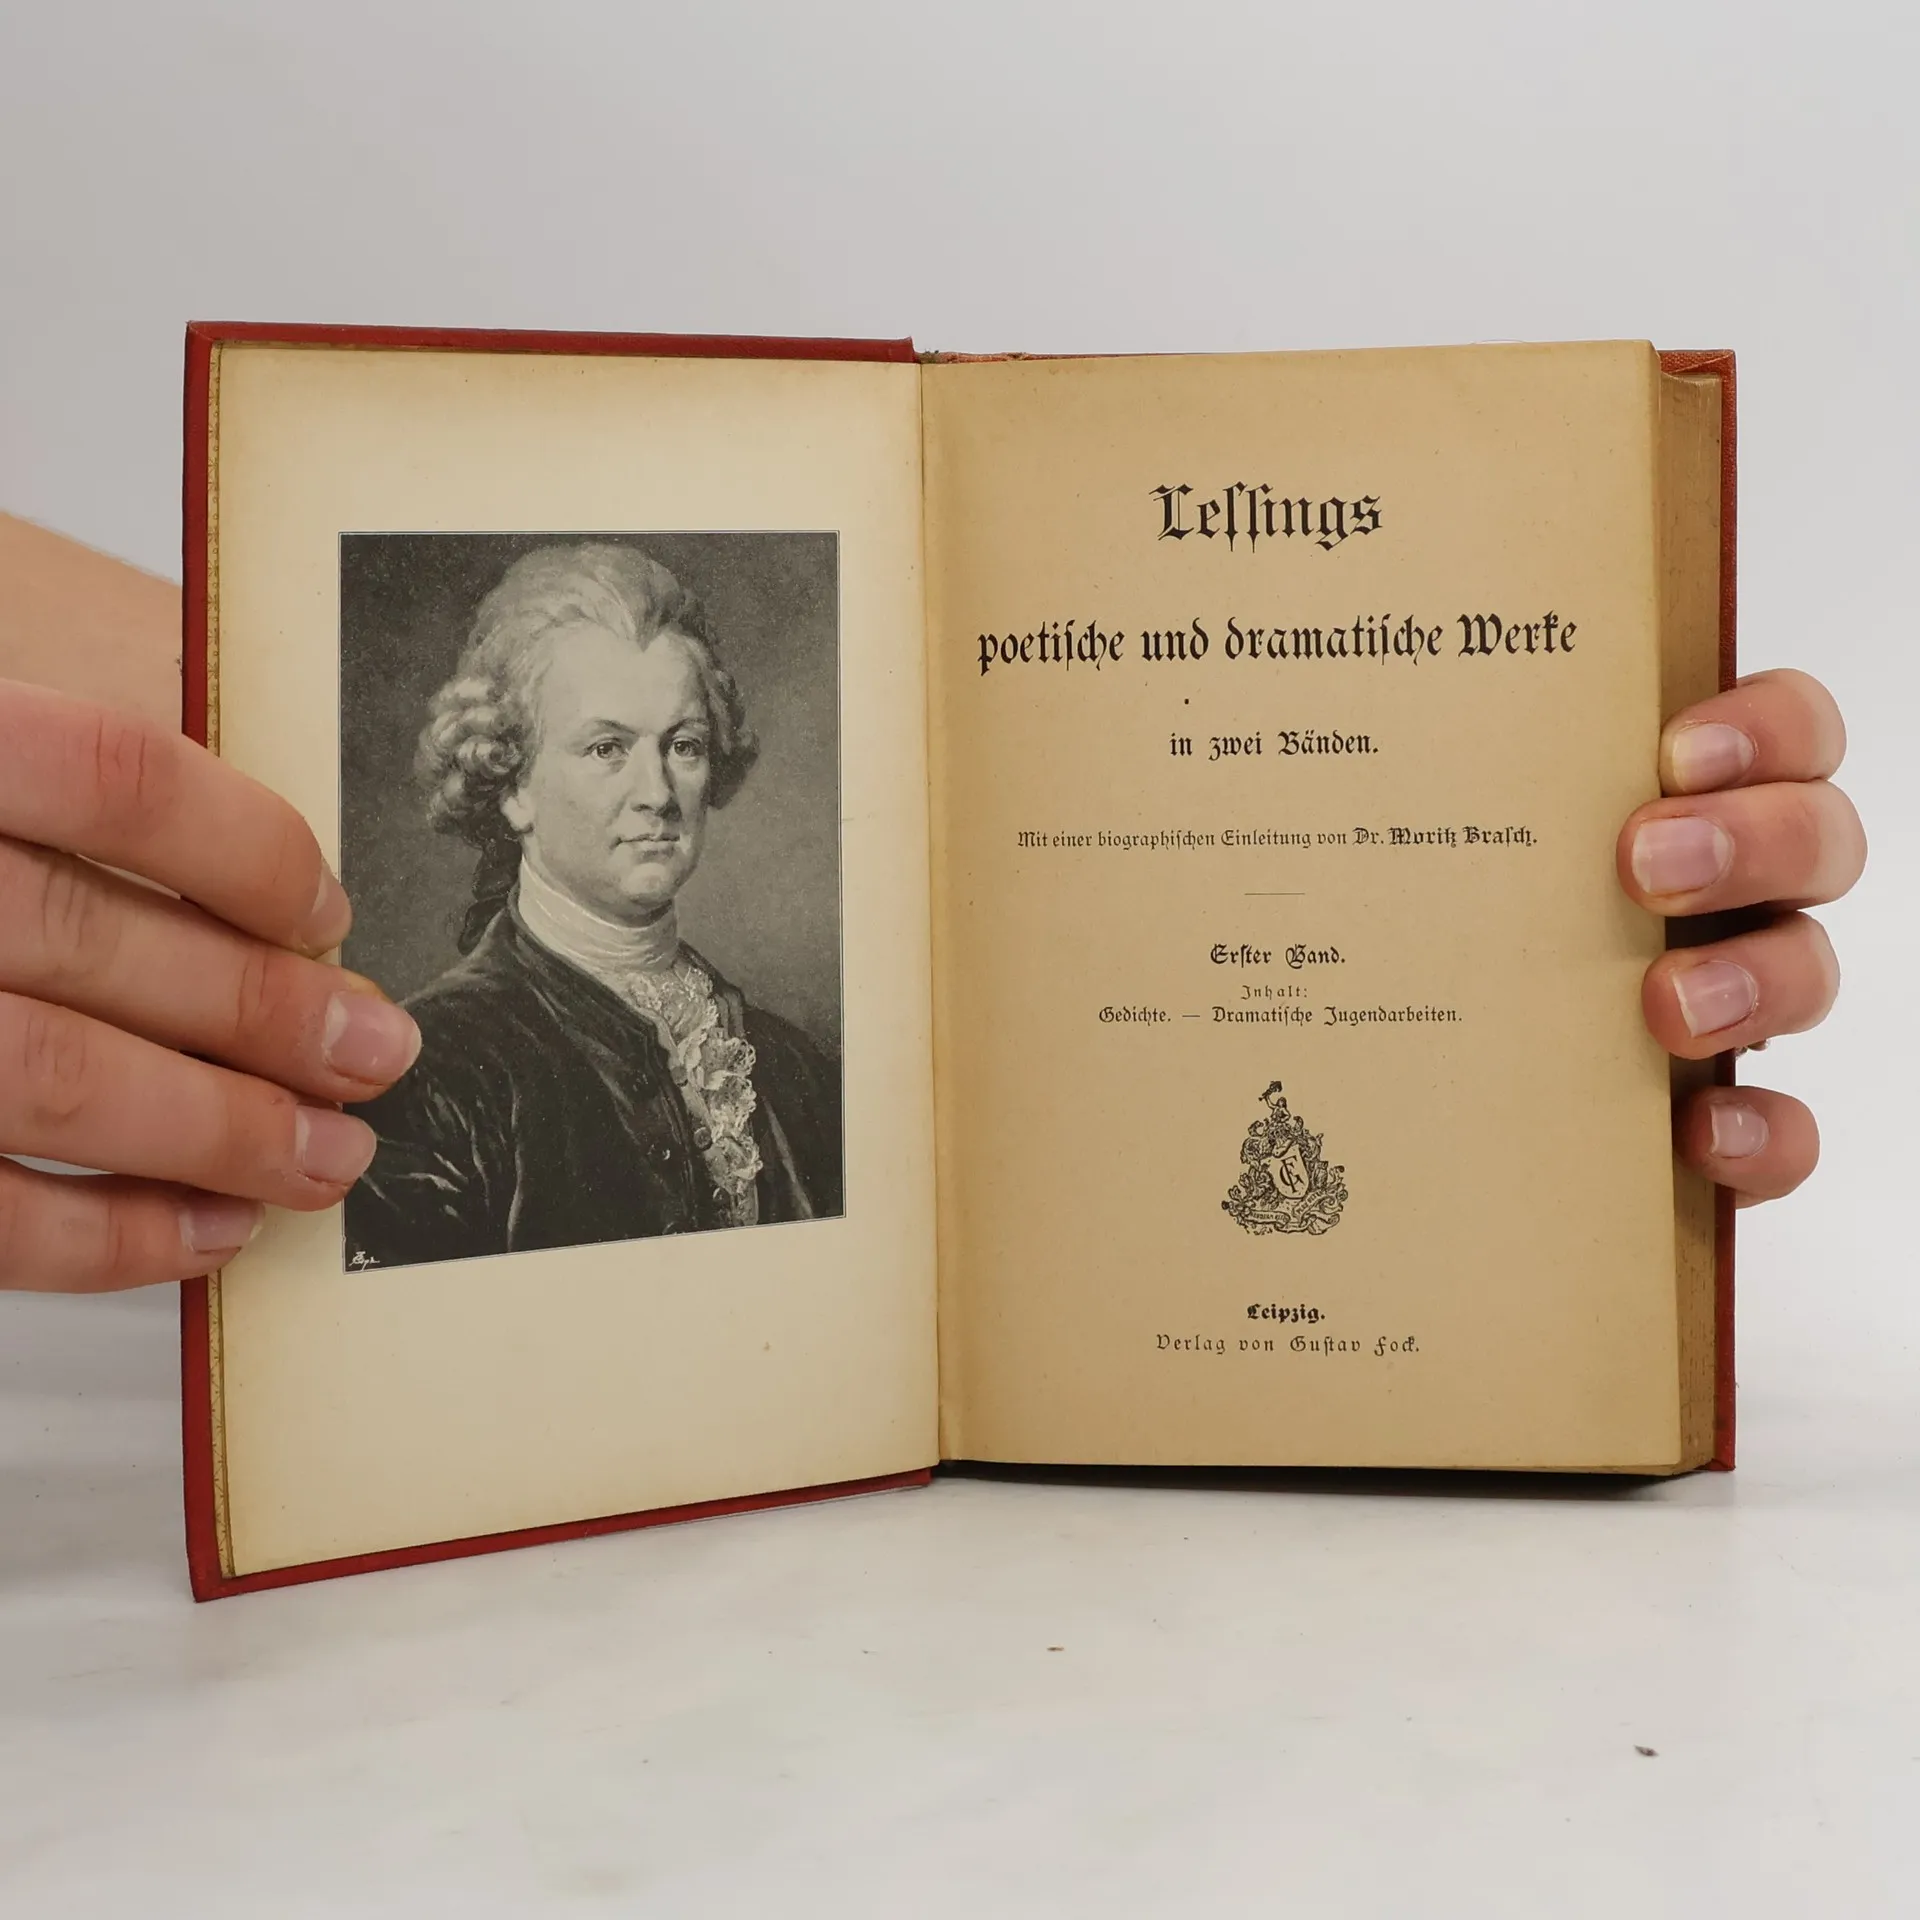 Leſſings
poetiſche und dramatiſche Werke
in zwei Bänden.
Mit einer biographiſchen Einleitung von Dr. Moritz Braſch.
Erſter Band.
Inhalt:
Gedichte. — Dramatiſche Jugendarbeiten.
GF
Leipzig.
Verlag von Guſtav Fock.